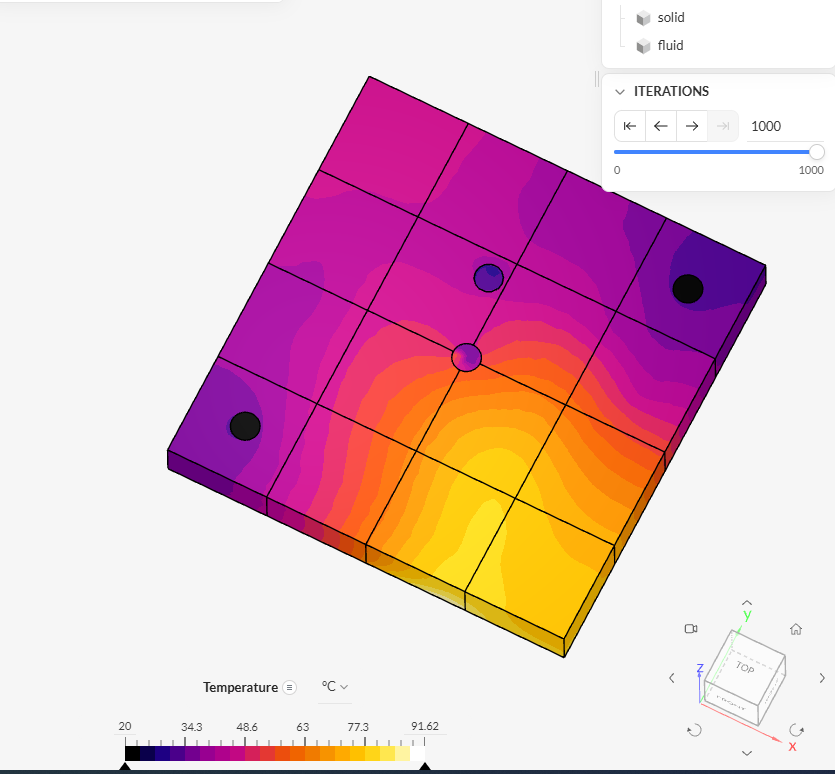 solid
fluid
ITERATIONS
1000
0 1000
Temperature °C
20 34.3 48.6 63 77.3 91.62
Y
Z
TOP
X